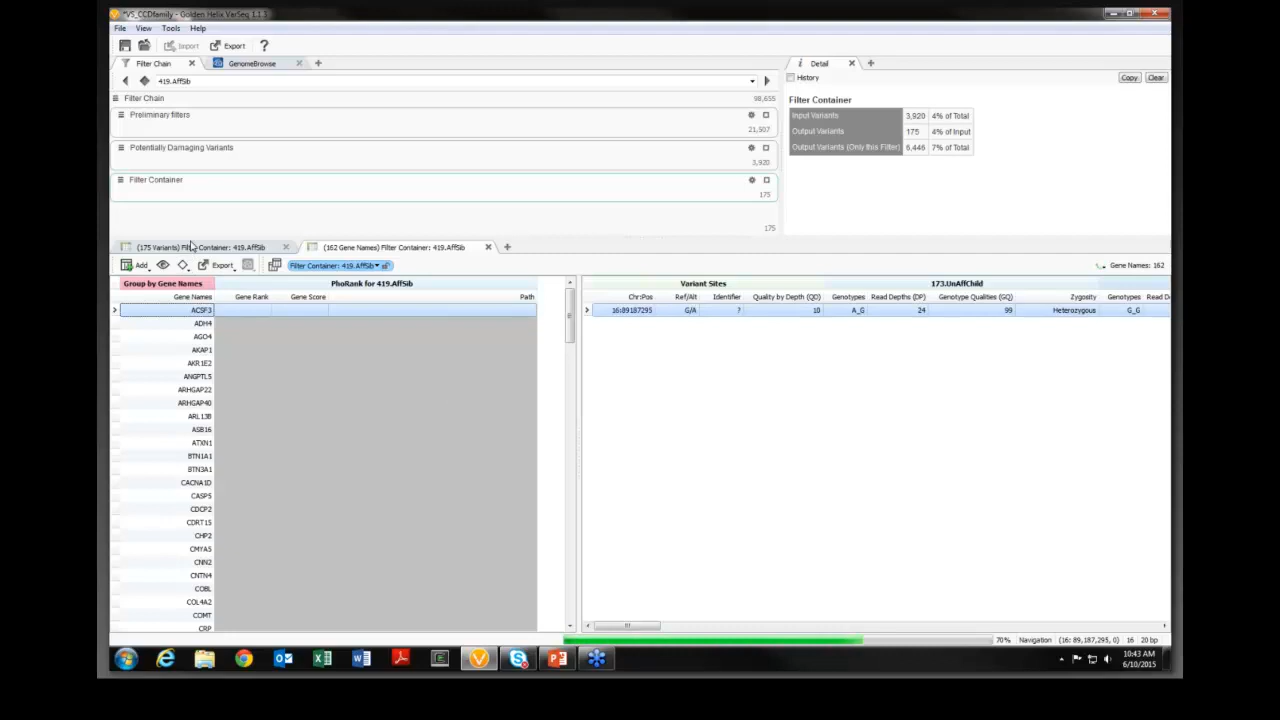 *VS_CCDfamily - Golden Helix VarSeq 1.1.3
File View Tools Help
Import Export ?
Filter Chain GenomeBrowse
419.AffSib
Filter Chain 98,655
Preliminary filters
21,507
Potentially Damaging Variants
3,920
Filter Container
175
175
Detail
History Copy Clear
Filter Container
Input Variants 3,920 4% of Total
Output Variants 175 4% of Input
Output Variants (Only this Filter) 6,446 7% of Total
(175 Variants) Filter Container: 419.AffSib (162 Gene Names) Filter Container: 419.AffSib
Add Export Filter Container: 419.AffSib Gene Names: 162
Group by Gene Names PhoRank for 419.AffSib
Gene Names Gene Rank Gene Score Path
ACSF3
ADH4
AGO4
AKAP1
AKR1E2
ANGPTL5
ARHGAP22
ARHGAP40
ARL13B
ASB16
ATXN1
BTN1A1
BTN3A1
CACNA1D
CASP5
CDCP2
CDRT15
CHP2
CMYA5
CNN2
CNTN4
COBL
COL4A2
COMT
CRP
Variant Sites 173.UnAffChild
Chr:Pos Ref/Alt Identifier Quality by Depth (QD) Genotypes Read Depths (DP) Genotype Qualities (GQ) Zygosity Genotypes Read De
16:89187295 G/A ? 10 A_G 24 99 Heterozygous G_G
70% Navigation (16: 89,187,295, 0) 16 20 bp
10:43 AM
6/10/2015